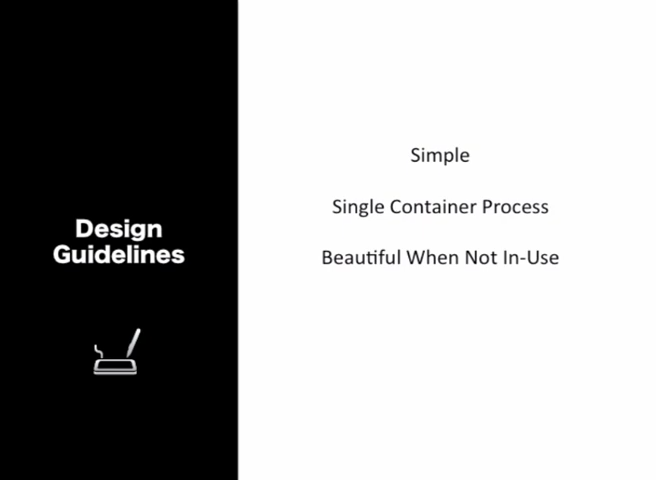 Design
Guidelines
Simple
Single Container Process
Beautiful When Not In-Use